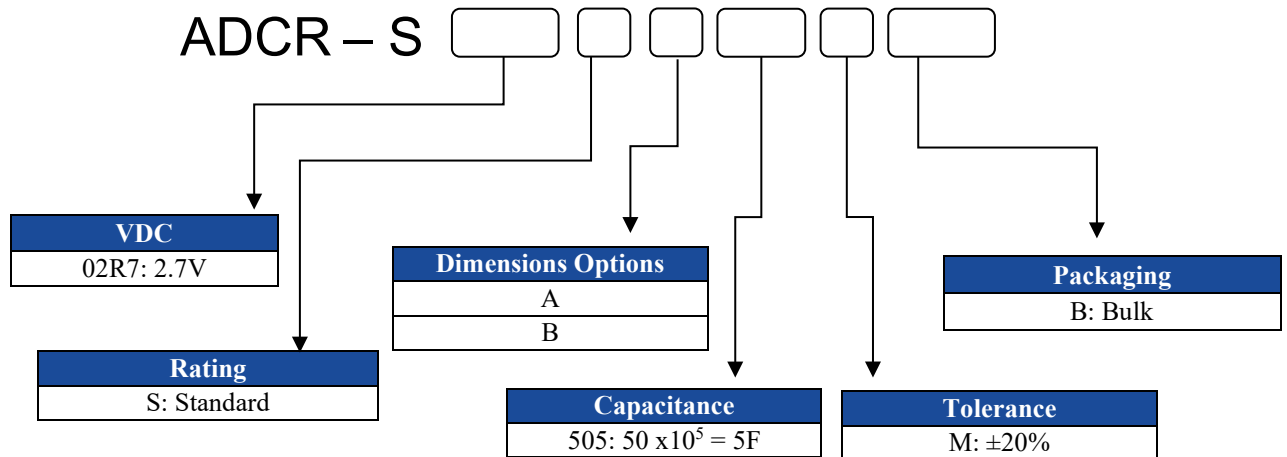 ADCR – S
VDC
02R7: 2.7V
Rating
S: Standard
Dimensions Options
A
B
Capacitance
505: 50 x10⁵ = 5F
Tolerance
M: ±20%
Packaging
B: Bulk